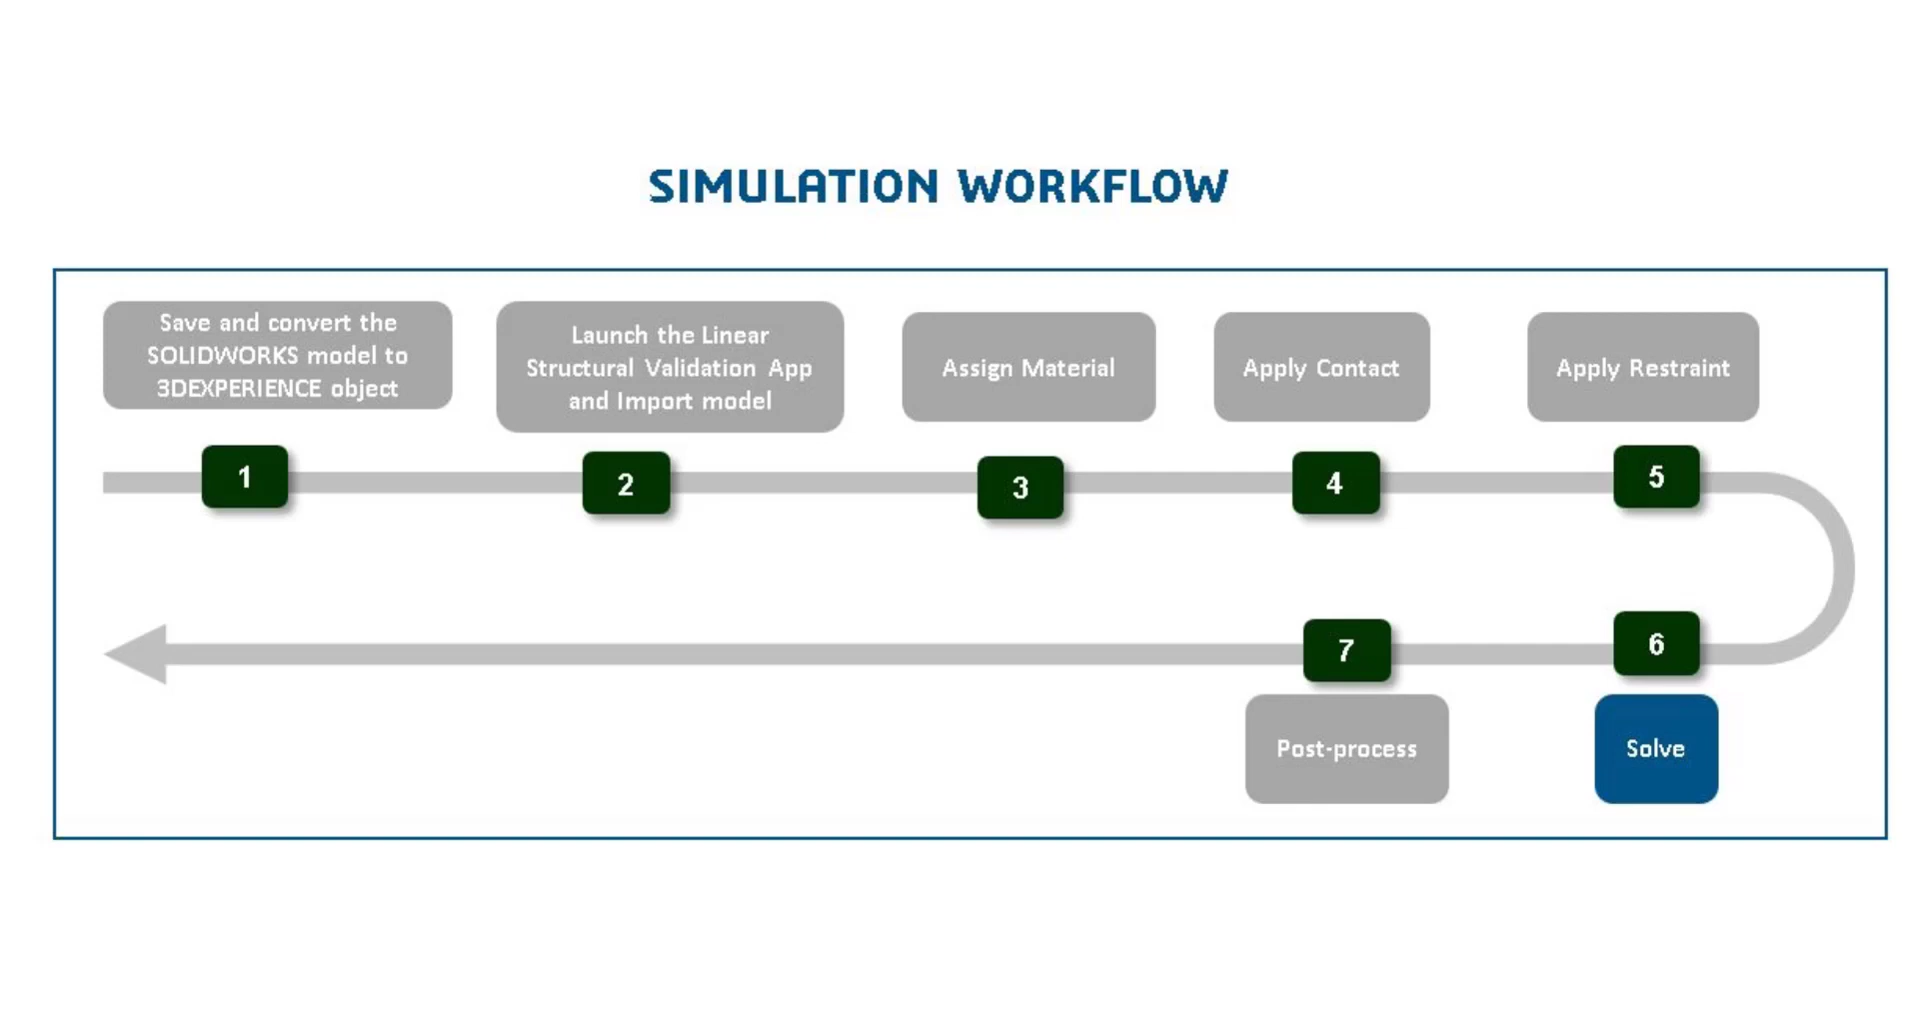 SIMULATION WORKFLOW
Save and convert the
SOLIDWORKS model to
3DEXPERIENCE object
Launch the Linear
Structural Validation App
and Import model
Assign Material
Apply Contact
Apply Restraint
1
2
3
4
5
7
6
Post-process
Solve